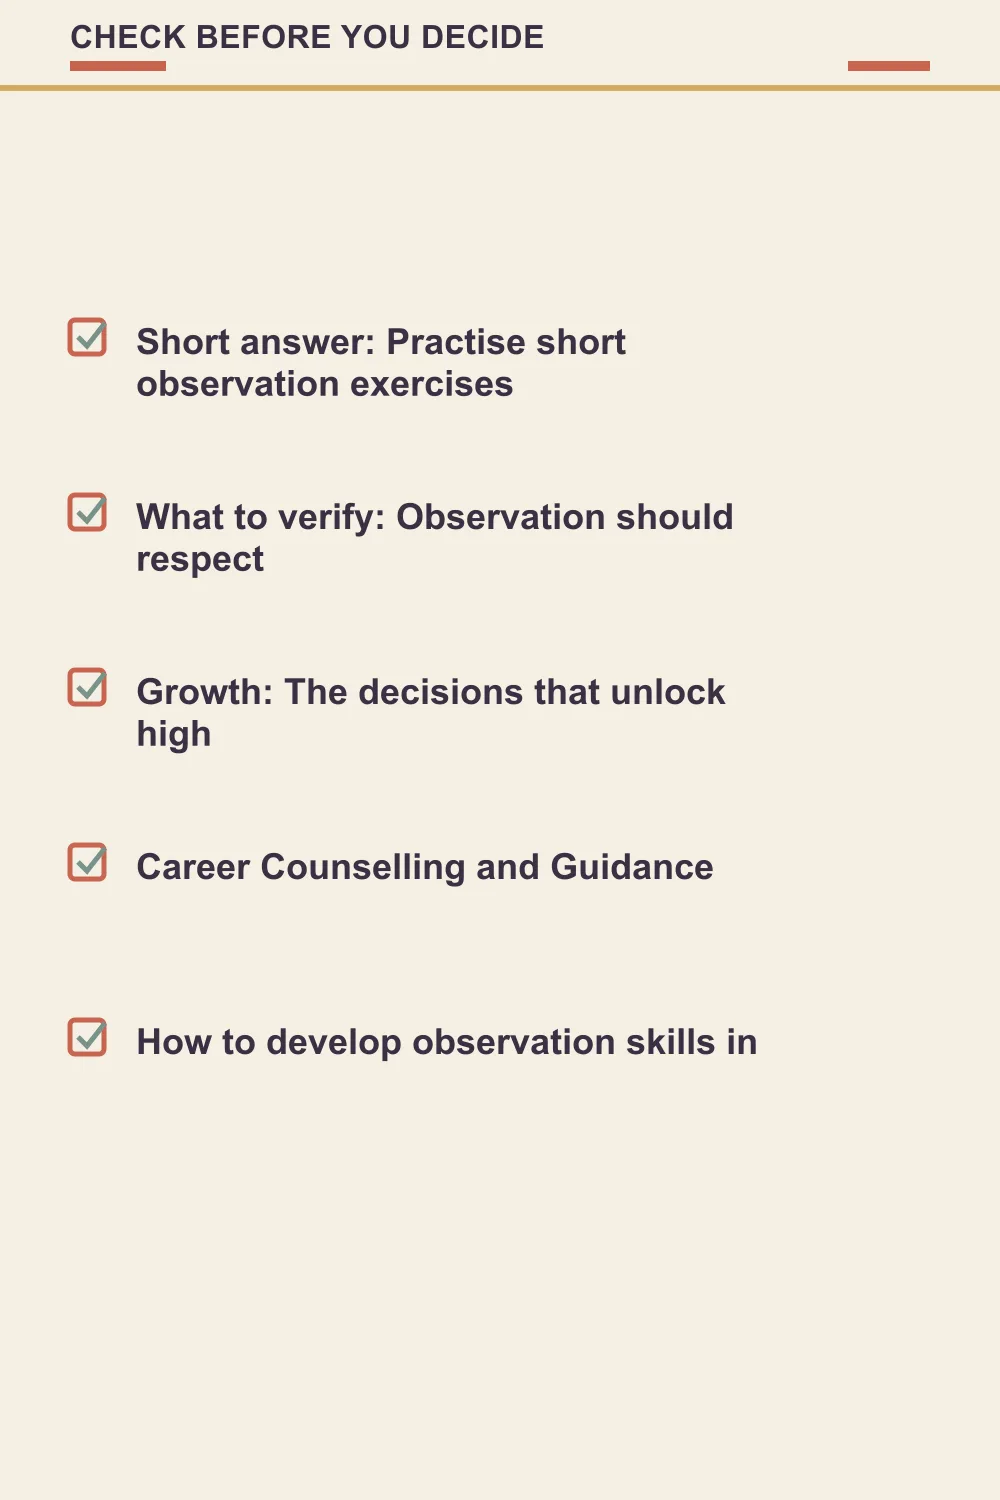 CHECK BEFORE YOU DECIDE
Short answer: Practise short
observation exercises
What to verify: Observation should
respect
Growth: The decisions that unlock
high
Career Counselling and Guidance
How to develop observation skills in